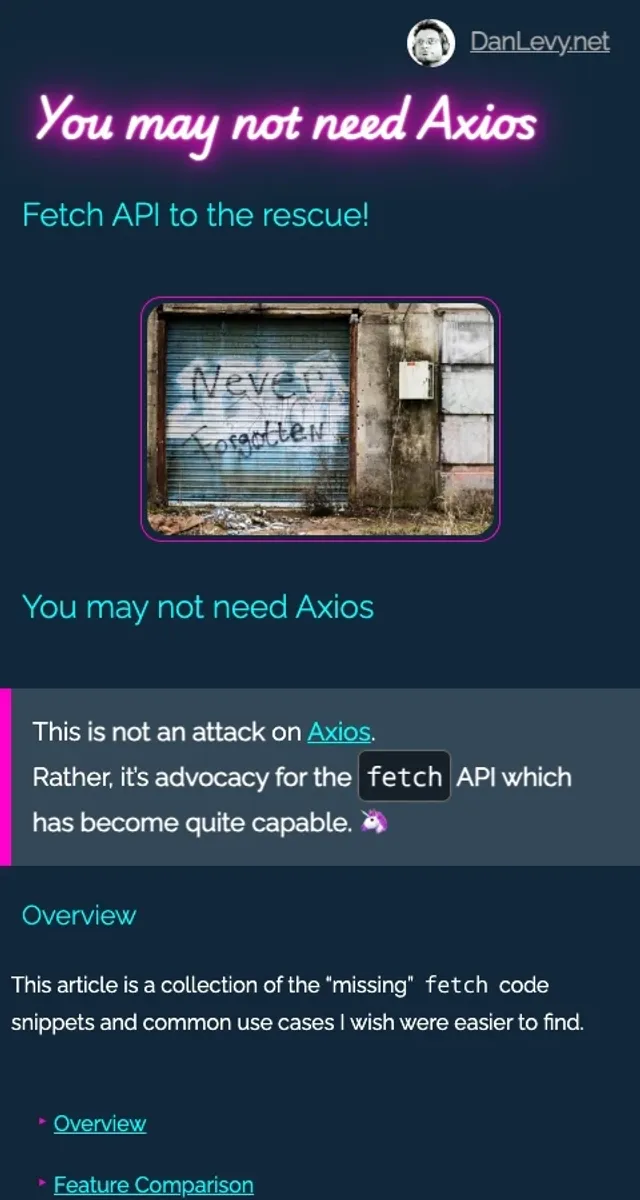 DanLevy.net
You may not need Axios
Fetch API to the rescue!
Never
Forgotten
You may not need Axios
This is not an attack on Axios.
Rather, it's advocacy for the fetch API which
has become quite capable. 🦄
Overview
This article is a collection of the “missing” fetch code
snippets and common use cases I wish were easier to find.
Overview
Feature Comparison